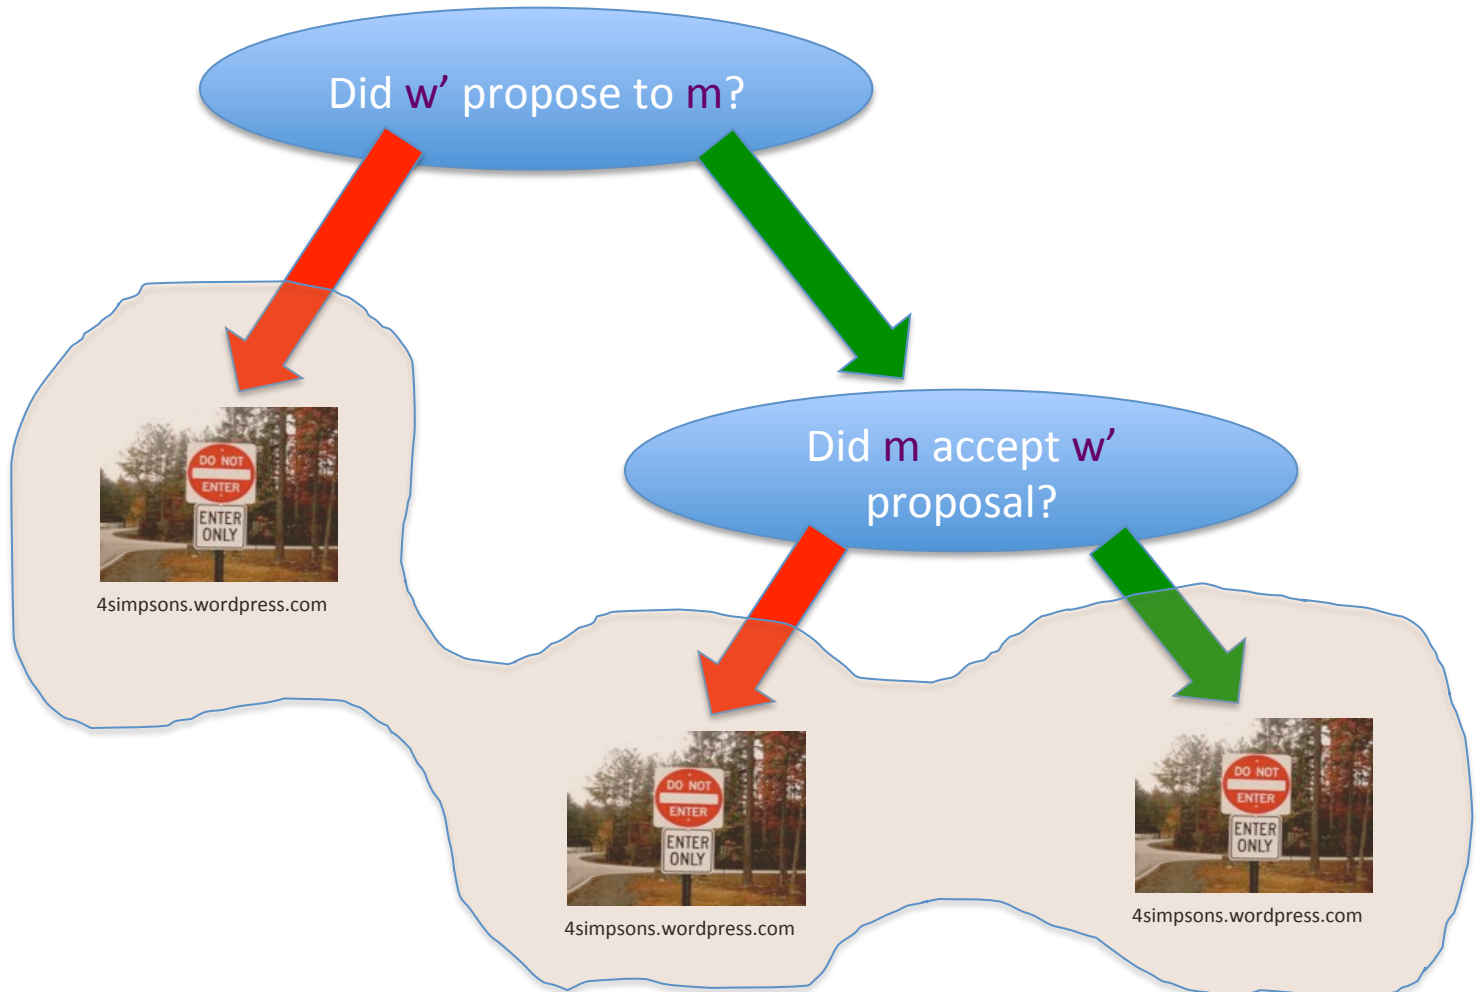 Did w’ propose to m?
Did m accept w’
proposal?
DO NOT
ENTER
ENTER
ONLY
4simpsons.wordpress.com
DO NOT
ENTER
ENTER
ONLY
4simpsons.wordpress.com
DO NOT
ENTER
ENTER
ONLY
4simpsons.wordpress.com